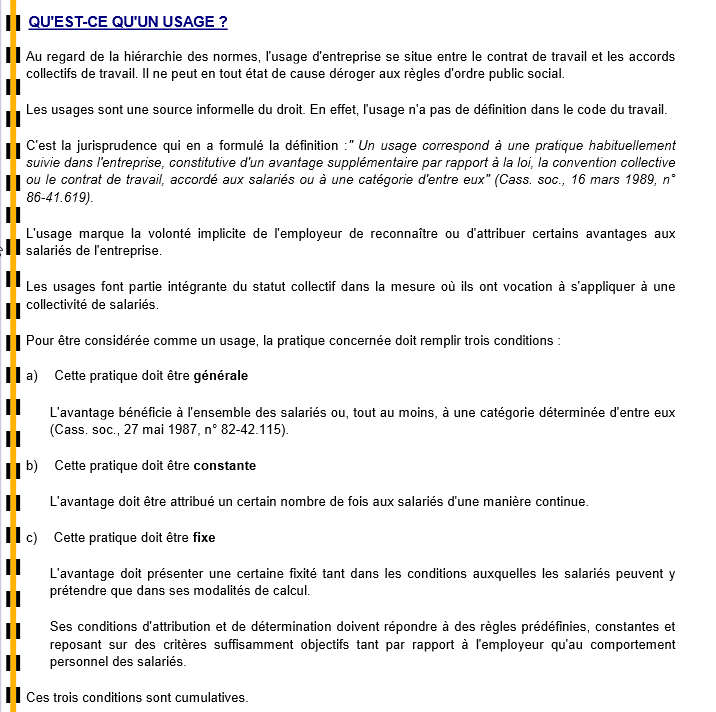 QU'EST-CE QU'UN USAGE ?
Au regard de la hiérarchie des normes, l'usage d'entreprise se situe entre le contrat de travail et les accords
collectifs de travail. Il ne peut en tout état de cause déroger aux règles d'ordre public social.
Les usages sont une source informelle du droit. En effet, l'usage n'a pas de définition dans le code du travail.
C'est la jurisprudence qui en a formulé la définition :" Un usage correspond à une pratique habituellement
suivie dans l'entreprise, constitutive d'un avantage supplémentaire par rapport à la loi, la convention collective
ou le contrat de travail, accordé aux salariés ou à une catégorie d'entre eux" (Cass. soc., 16 mars 1989, n°
86-41.619).
L'usage marque la volonté implicite de l'employeur de reconnaître ou d'attribuer certains avantages aux
salariés de l'entreprise.
Les usages font partie intégrante du statut collectif dans la mesure où ils ont vocation à s'appliquer à une
collectivité de salariés.
Pour être considérée comme un usage, la pratique concernée doit remplir trois conditions :
a) Cette pratique doit être générale
L'avantage bénéficie à l'ensemble des salariés ou, tout au moins, à une catégorie déterminée d'entre eux
(Cass. soc., 27 mai 1987, n° 82-42.115).
b) Cette pratique doit être constante
L'avantage doit être attribué un certain nombre de fois aux salariés d'une manière continue.
c) Cette pratique doit être fixe
L'avantage doit présenter une certaine fixité tant dans les conditions auxquelles les salariés peuvent y
prétendre que dans ses modalités de calcul.
Ses conditions d'attribution et de détermination doivent répondre à des règles prédéfinies, constantes et
reposant sur des critères suffisamment objectifs tant par rapport à l'employeur qu'au comportement
personnel des salariés.
Ces trois conditions sont cumulatives.